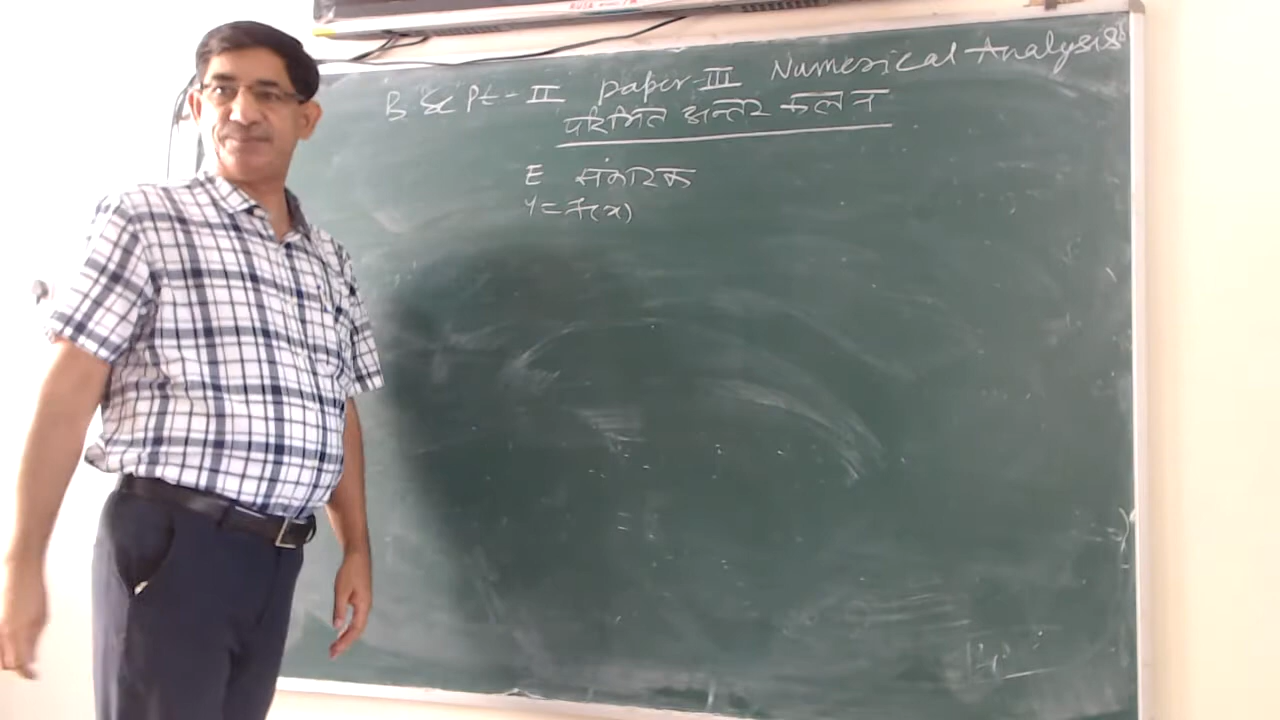 B Sc Pt-II paper-III Numerical Analysis
परिमित अन्तर कलन
E संकारक
y=f(x)